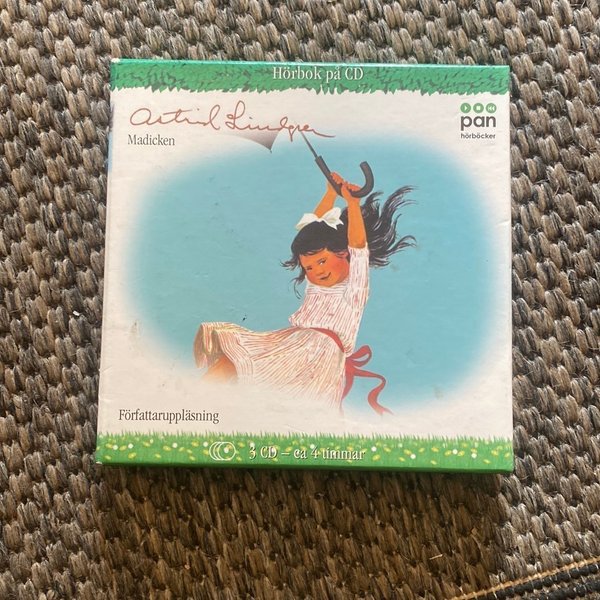 Hörbok på CD
Astrid Lindgren
Madicken
pan
hörböcker
Författaruppläsning
3 CD – ca 4 timmar